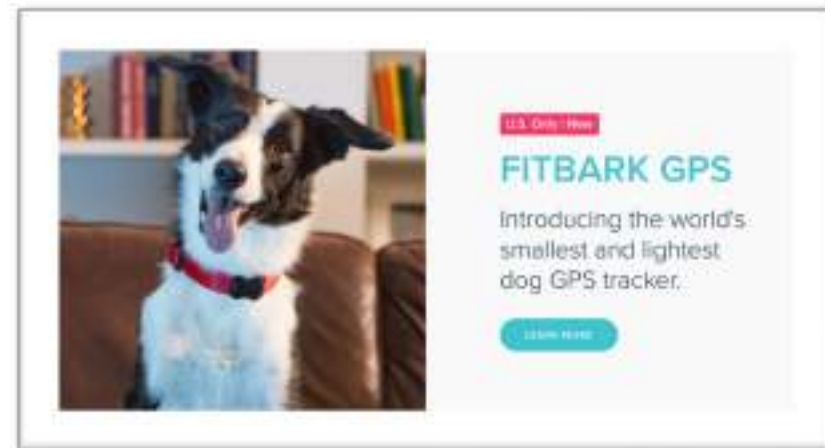 U.S. Only | New
FITBARK GPS
Introducing the world's
smallest and lightest
dog GPS tracker.
LEARN MORE